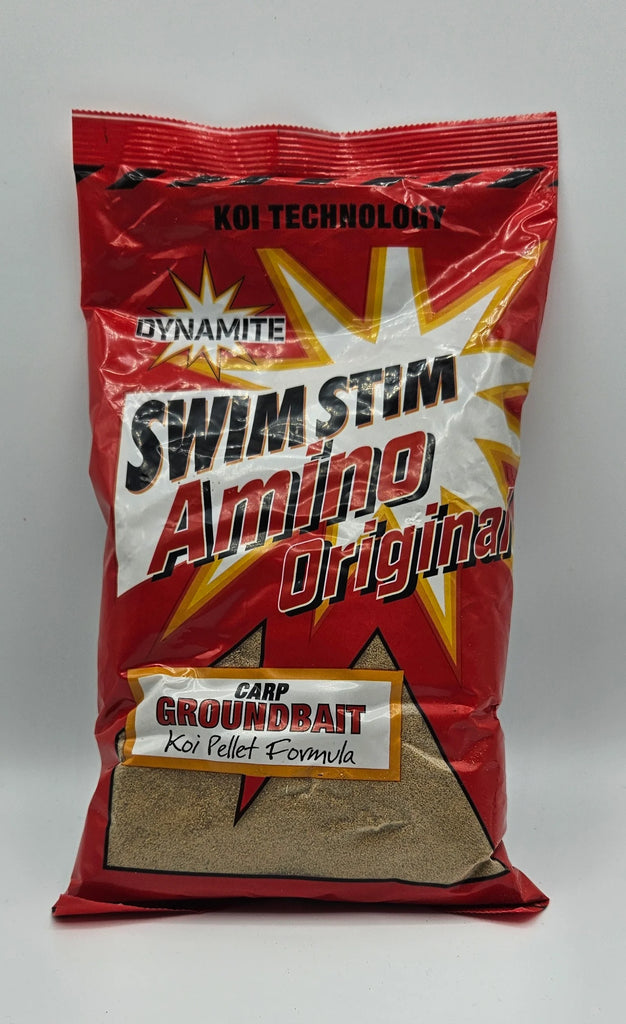 KOI TECHNOLOGY
DYNAMITE
SWIM STIM
Amino
Original
CARP
GROUNDBAIT
Koi Pellet Formula